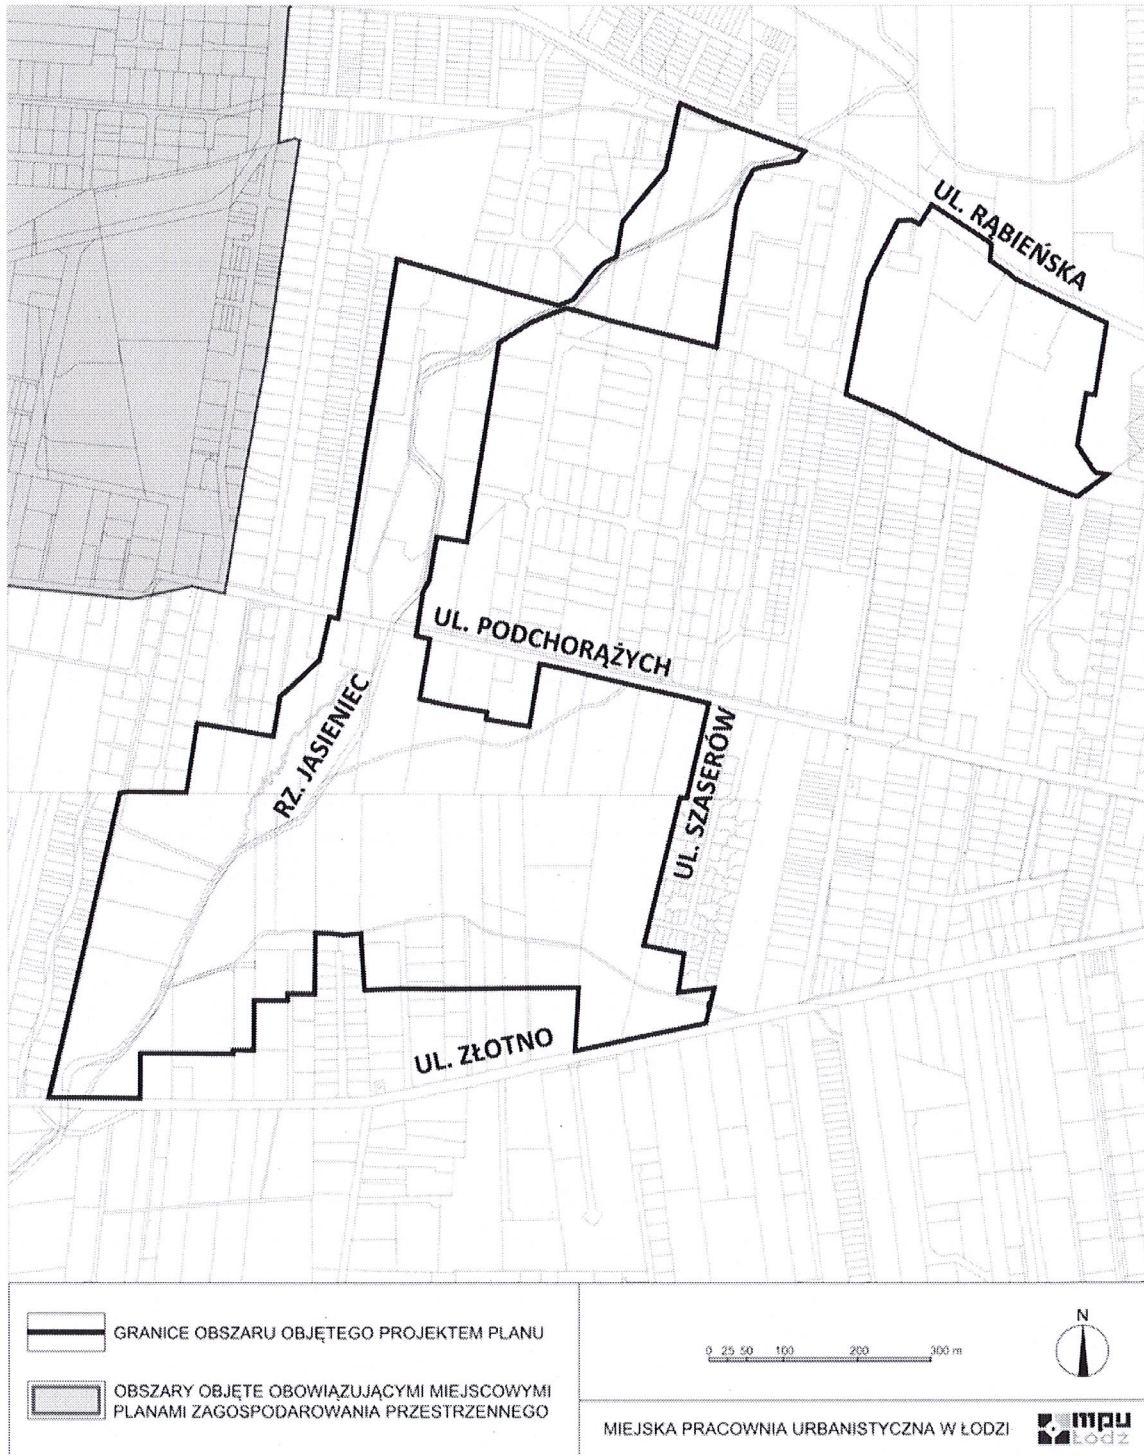 UL. RĄBIEŃSKA
UL. PODCHORĄŻYCH
RZ. JASIENIEC
UL. SZASERÓW
UL. ZŁOTNO
GRANICE OBSZARU OBJĘTEGO PROJEKTEM PLANU
OBSZARY OBJĘTE OBOWIĄZUJĄCYMI MIEJSCOWYMI
PLANAMI ZAGOSPODAROWANIA PRZESTRZENNEGO
0 25 50 100 200 300 m
N
MIEJSKA PRACOWNIA URBANISTYCZNA W ŁODZI
mpu
Łódź